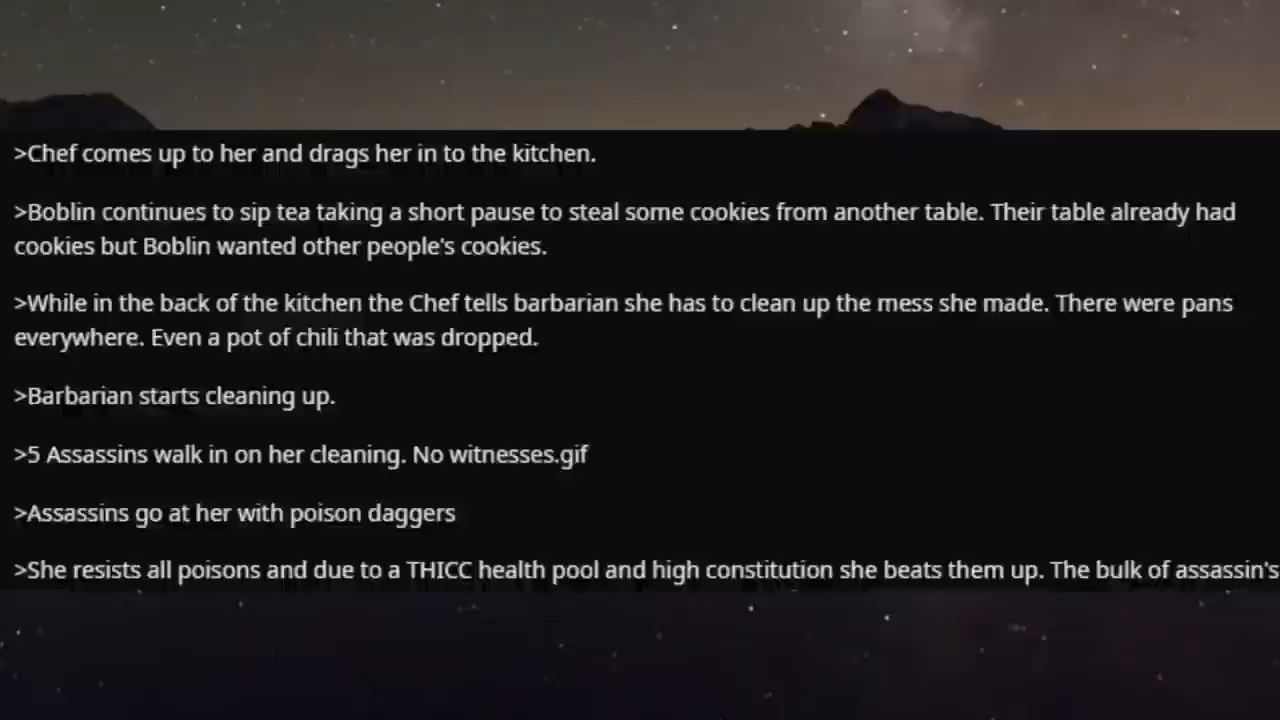 >Chef comes up to her and drags her in to the kitchen.
>Boblin continues to sip tea taking a short pause to steal some cookies from another table. Their table already had
cookies but Boblin wanted other people's cookies.
>While in the back of the kitchen the Chef tells barbarian she has to clean up the mess she made. There were pans
everywhere. Even a pot of chili that was dropped.
>Barbarian starts cleaning up.
>5 Assassins walk in on her cleaning. No witnesses.gif
>Assassins go at her with poison daggers
>She resists all poisons and due to a THICC health pool and high constitution she beats them up. The bulk of assassin's